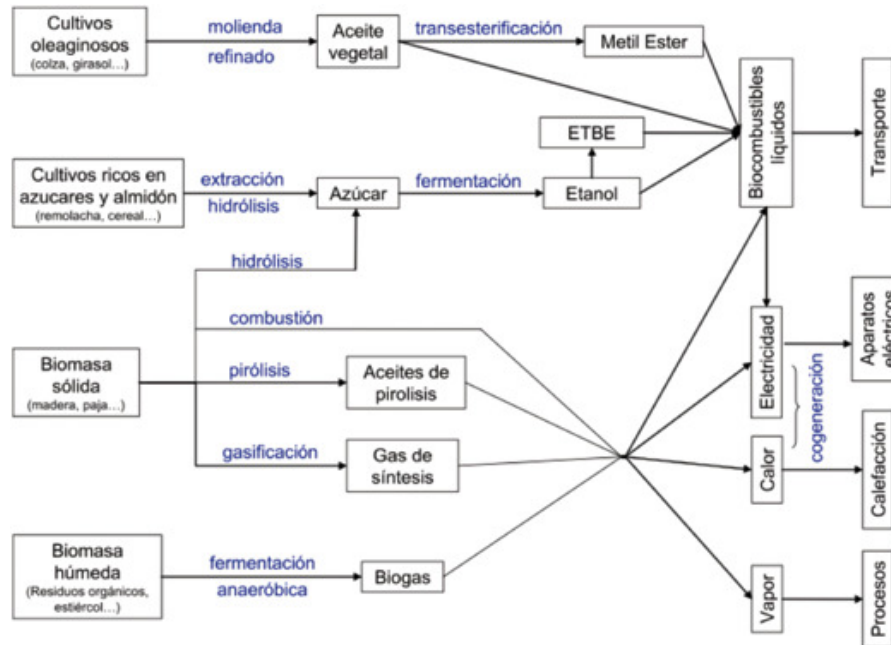 Cultivos
oleaginosos
(colza, girasol...)
molienda
refinado
Aceite
vegetal
transesterificación
Metil Ester
ETBE
Cultivos ricos en
azucares y almidón
(remolacha, cereal...)
extracción
hidrólisis
Azúcar
fermentación
Etanol
Biocombustibles
líquidos
Transporte
hidrólisis
combustión
Biomasa
sólida
(madera, paja...)
pirólisis
Aceites de
pirolisis
gasificación
Gas de
síntesis
Electricidad
Aparatos
eléctricos
cogeneración
Calor
Calefacción
Biomasa
húmeda
(Residuos orgánicos,
estiércol...)
fermentación
anaeróbica
Biogas
Vapor
Procesos